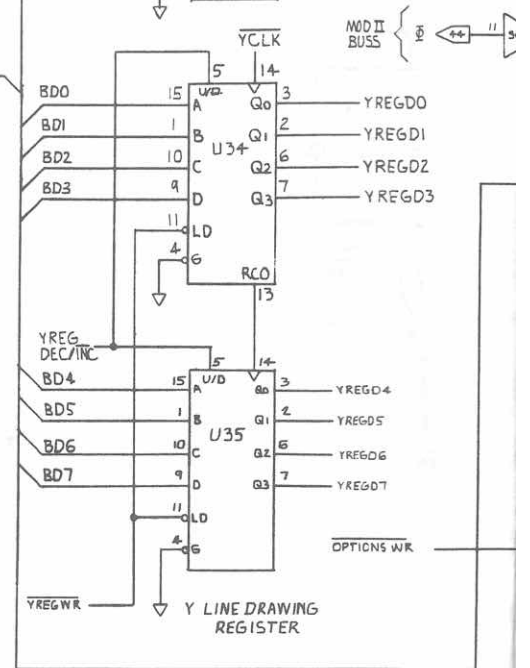 YCLK
MOD II
BUSS
Φ
44
11
5 14
U/D
BD0 15 A Q0 3 YREGD0
BD1 1 B Q1 2 YREGD1
U34
BD2 10 C Q2 6 YREGD2
BD3 9 D Q3 7 YREGD3
11 LD
4 G
RCO
13
YREG
DEC/INC
5 14
U/D
BD4 15 A Q0 3 YREGD4
BD5 1 B Q1 2 YREGD5
U35
BD6 10 C Q2 6 YREGD6
BD7 9 D Q3 7 YREGD7
11 LD
4 G
OPTIONS WR
YREGWR
Y LINE DRAWING
REGISTER